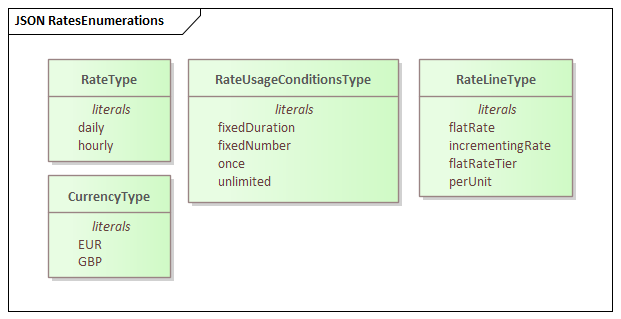 JSON RatesEnumerations
RateType
literals
daily
hourly
RateUsageConditionsType
literals
fixedDuration
fixedNumber
once
unlimited
RateLineType
literals
flatRate
incrementingRate
flatRateTier
perUnit
CurrencyType
literals
EUR
GBP